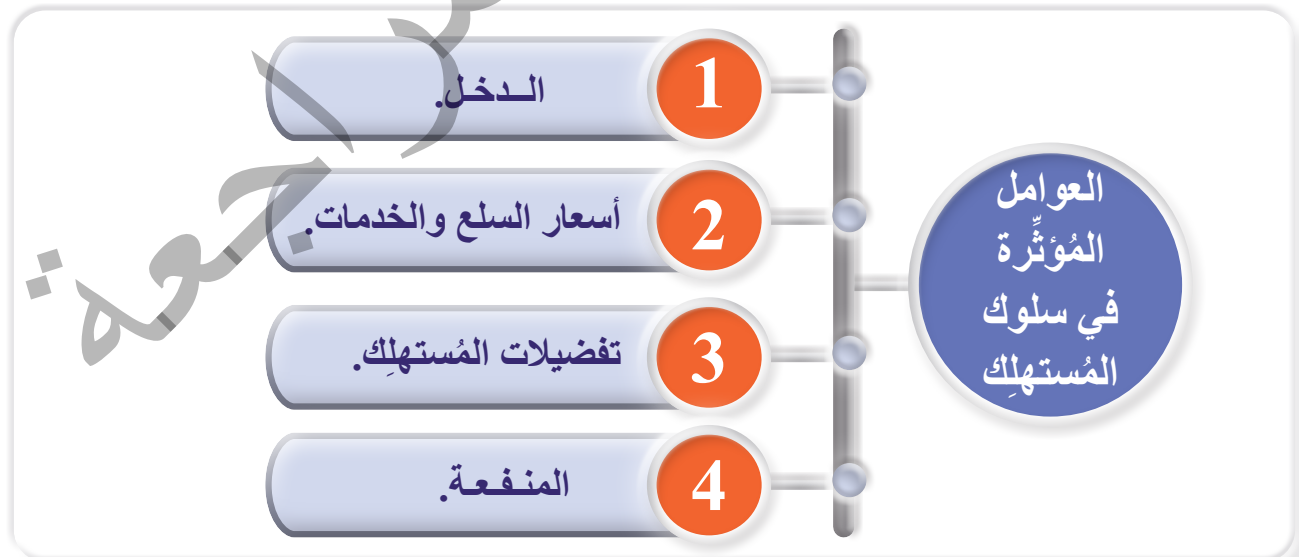 العوامل
المُؤثِّرة
في سلوك
المُستهلِك
1
الـدخـل.
2
أسعار السلع والخدمات.
3
تفضيلات المُستهلِك.
4
المنـفـعـة.